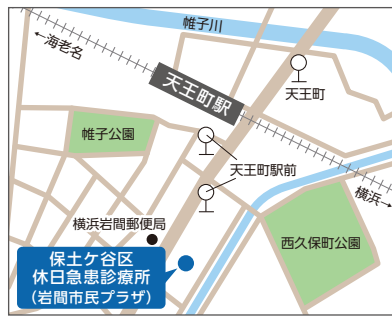 帷子川
←海老名
天王町駅
天王町
帷子公園
天王町駅前
横浜→
横浜岩間郵便局
西久保町公園
保土ケ谷区
休日急患診療所
(岩間市民プラザ)